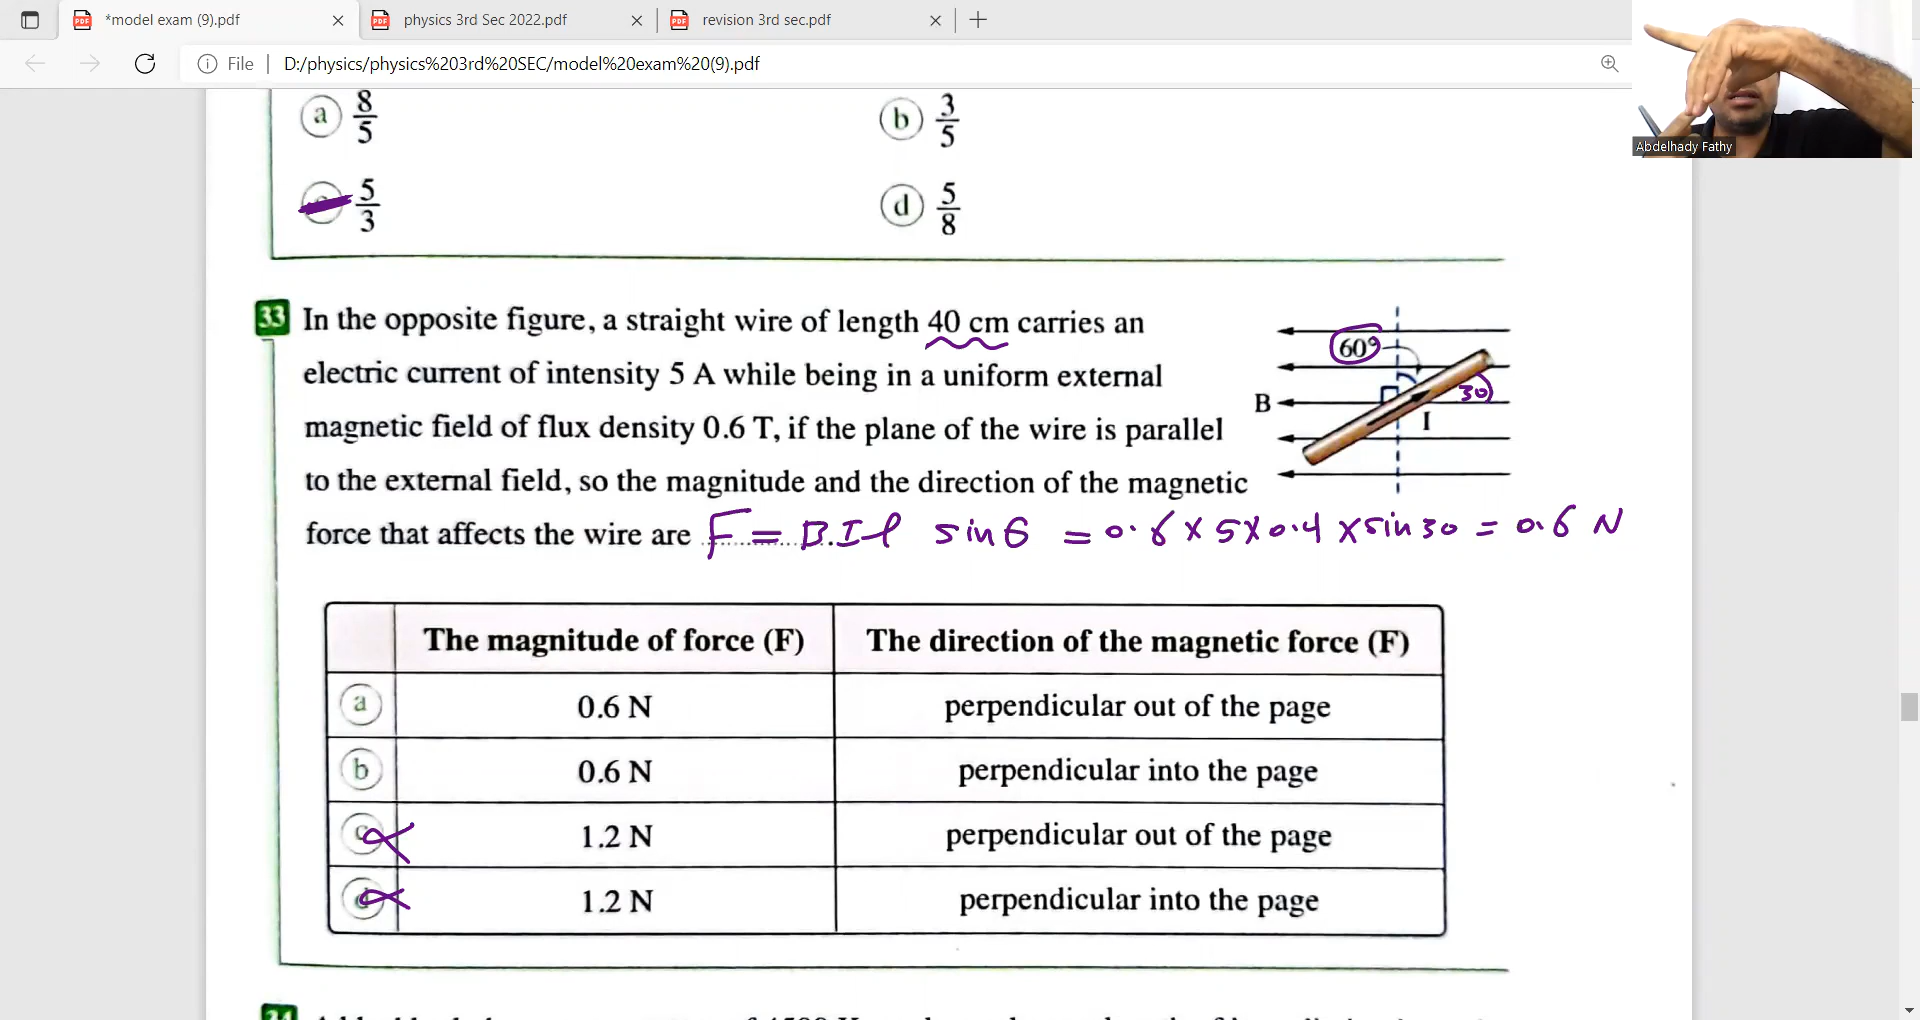 *model exam (9).pdf
physics 3rd Sec 2022.pdf
revision 3rd sec.pdf
File
D:/physics/physics%203rd%20SEC/model%20exam%20(9).pdf
Abdelhady Fathy
a 8/5
b 3/5
5/3
d 5/8
33 In the opposite figure, a straight wire of length 40 cm carries an
electric current of intensity 5 A while being in a uniform external
magnetic field of flux density 0.6 T, if the plane of the wire is parallel
to the external field, so the magnitude and the direction of the magnetic
force that affects the wire are F = B.Il sin θ = 0.6 × 5 × 0.4 × sin 30 = 0.6 N
60°
30
B
I
The magnitude of force (F) The direction of the magnetic force (F)
a 0.6 N perpendicular out of the page
b 0.6 N perpendicular into the page
c 1.2 N perpendicular out of the page
d 1.2 N perpendicular into the page
34